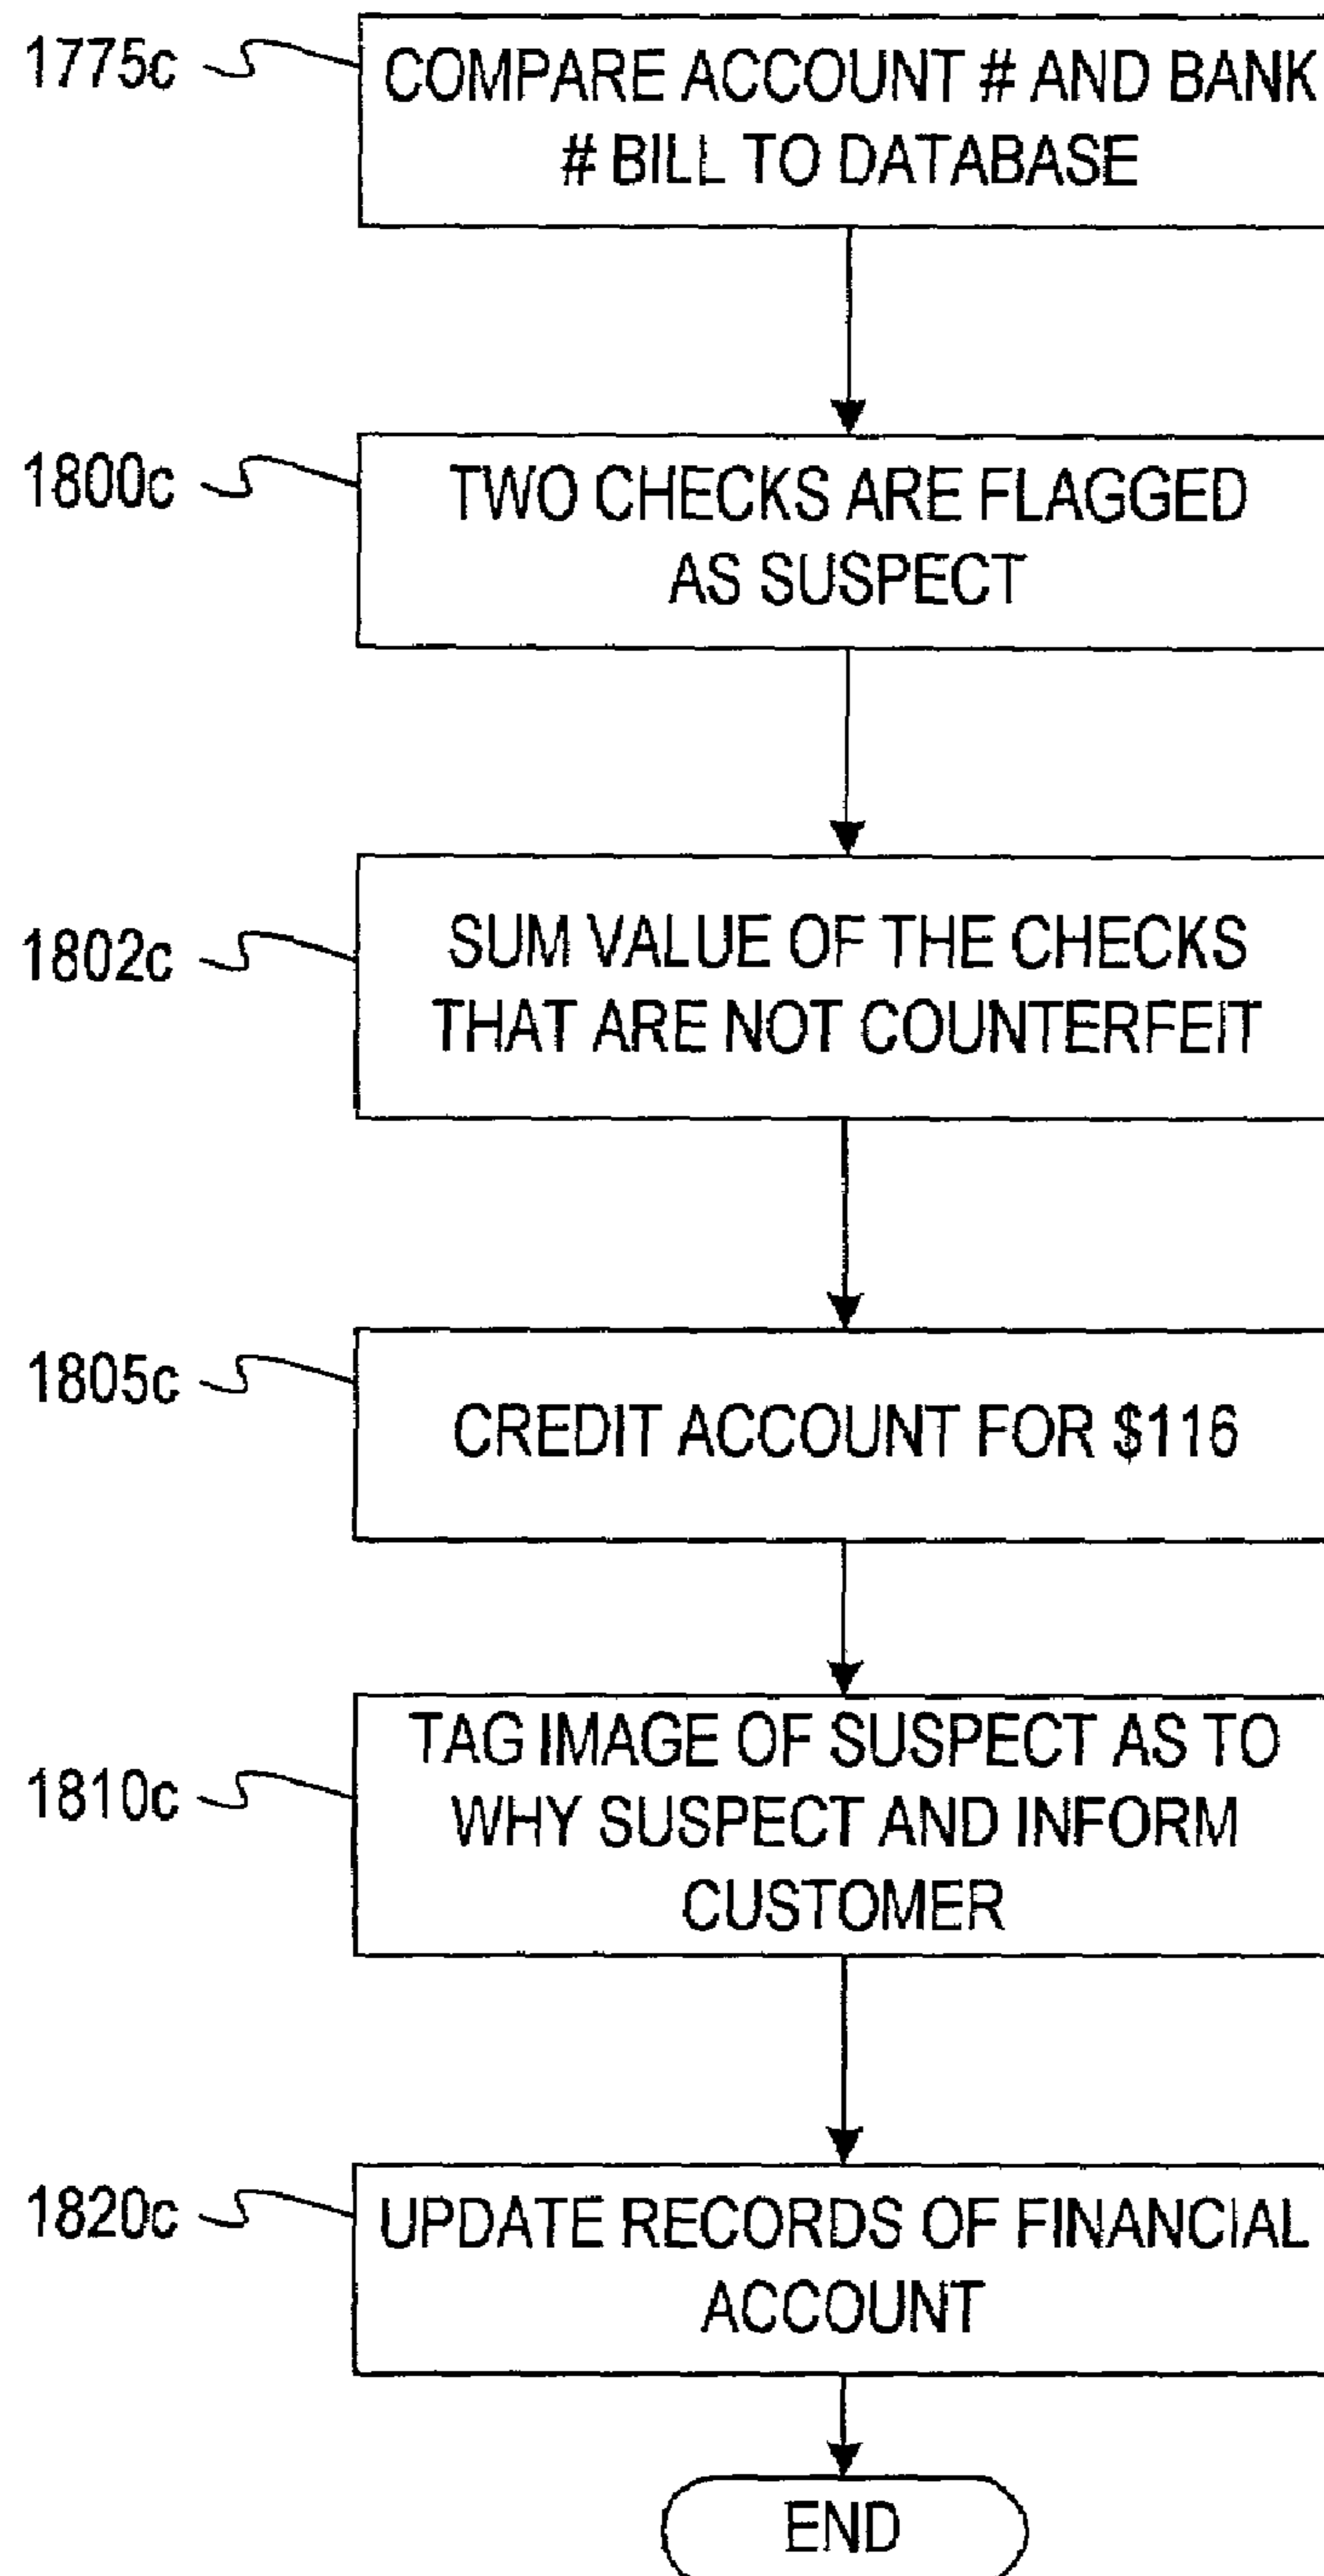 1775c
COMPARE ACCOUNT # AND BANK
# BILL TO DATABASE
1800c
TWO CHECKS ARE FLAGGED
AS SUSPECT
1802c
SUM VALUE OF THE CHECKS
THAT ARE NOT COUNTERFEIT
1805c
CREDIT ACCOUNT FOR $116
1810c
TAG IMAGE OF SUSPECT AS TO
WHY SUSPECT AND INFORM
CUSTOMER
1820c
UPDATE RECORDS OF FINANCIAL
ACCOUNT
END